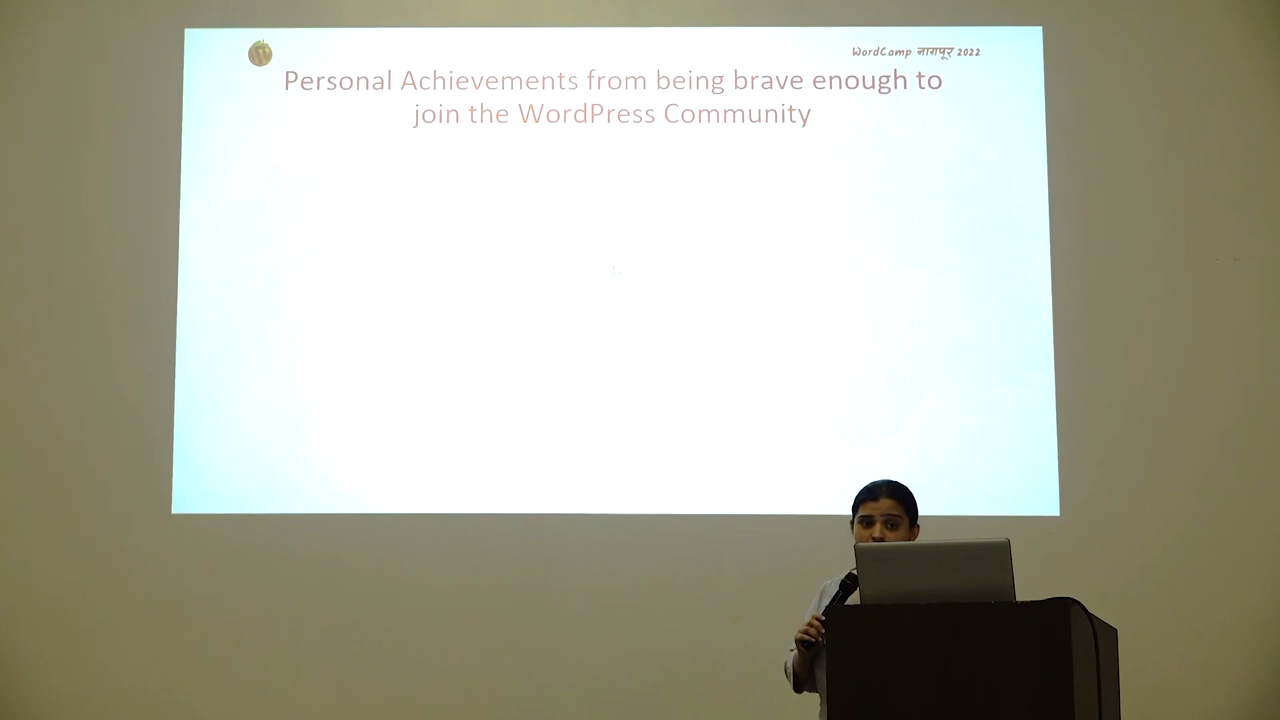 WordCamp नागपूर 2022
Personal Achievements from being brave enough to
join the WordPress Community